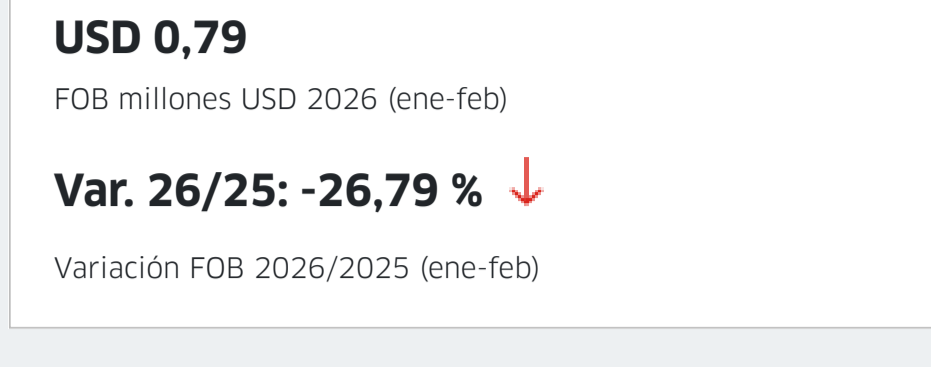 USD 0,79
FOB millones USD 2026 (ene-feb)
Var. 26/25: -26,79 %
Variación FOB 2026/2025 (ene-feb)